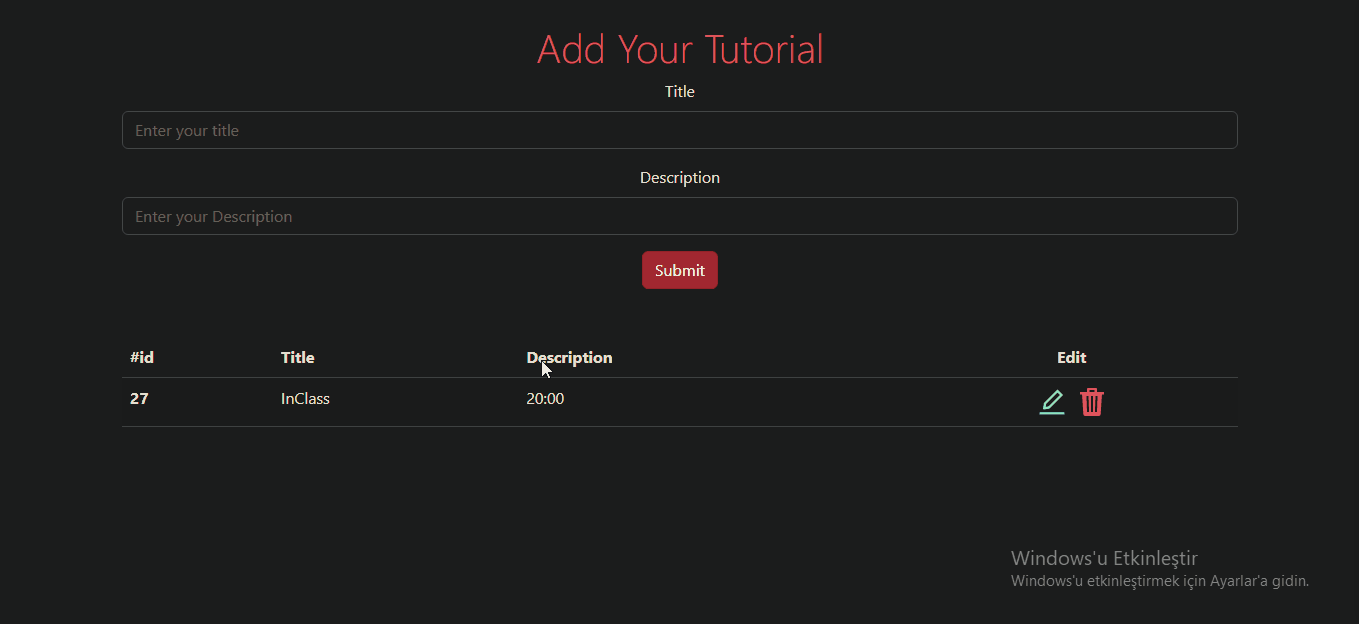 Add Your Tutorial
Title
Enter your title
Description
Enter your Description
Submit
#id Title Description Edit
27 InClass 20:00
Windows'u Etkinleştir
Windows'u etkinleştirmek için Ayarlar'a gidin.